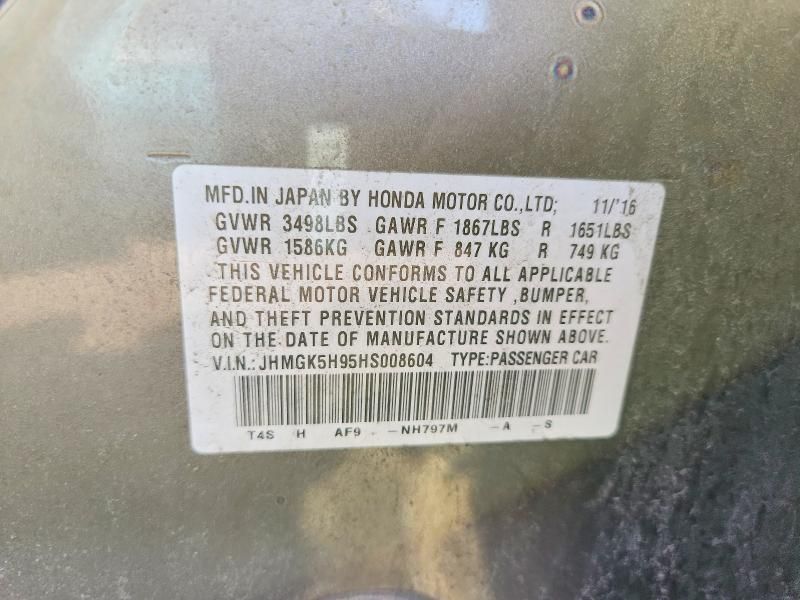 MFD.IN JAPAN BY HONDA MOTOR CO.,LTD; 11/'16
GVWR 3498LBS GAWR F 1867LBS R 1651LBS
GVWR 1586KG GAWR F 847 KG R 749 KG
THIS VEHICLE CONFORMS TO ALL APPLICABLE
FEDERAL MOTOR VEHICLE SAFETY ,BUMPER,
AND THEFT PREVENTION STANDARDS IN EFFECT
ON THE DATE OF MANUFACTURE SHOWN ABOVE.
V.I.N.:JHMGK5H95HS008604 TYPE:PASSENGER CAR
T4S H AF9 -NH797M -A -S